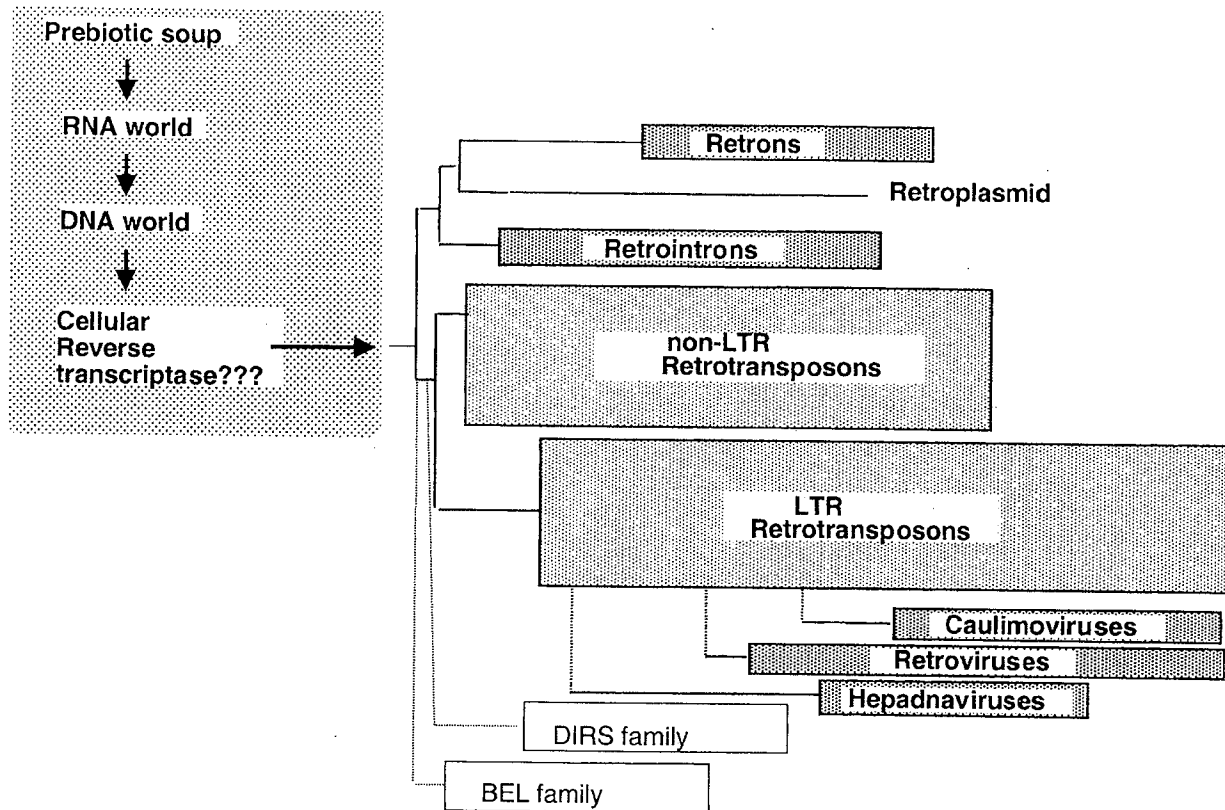 Prebiotic soup
RNA world
DNA world
Cellular
Reverse
transcriptase???
Retrons
Retroplasmid
Retrointrons
non-LTR
Retrotransposons
LTR
Retrotransposons
Caulimoviruses
Retroviruses
Hepadnaviruses
DIRS family
BEL family